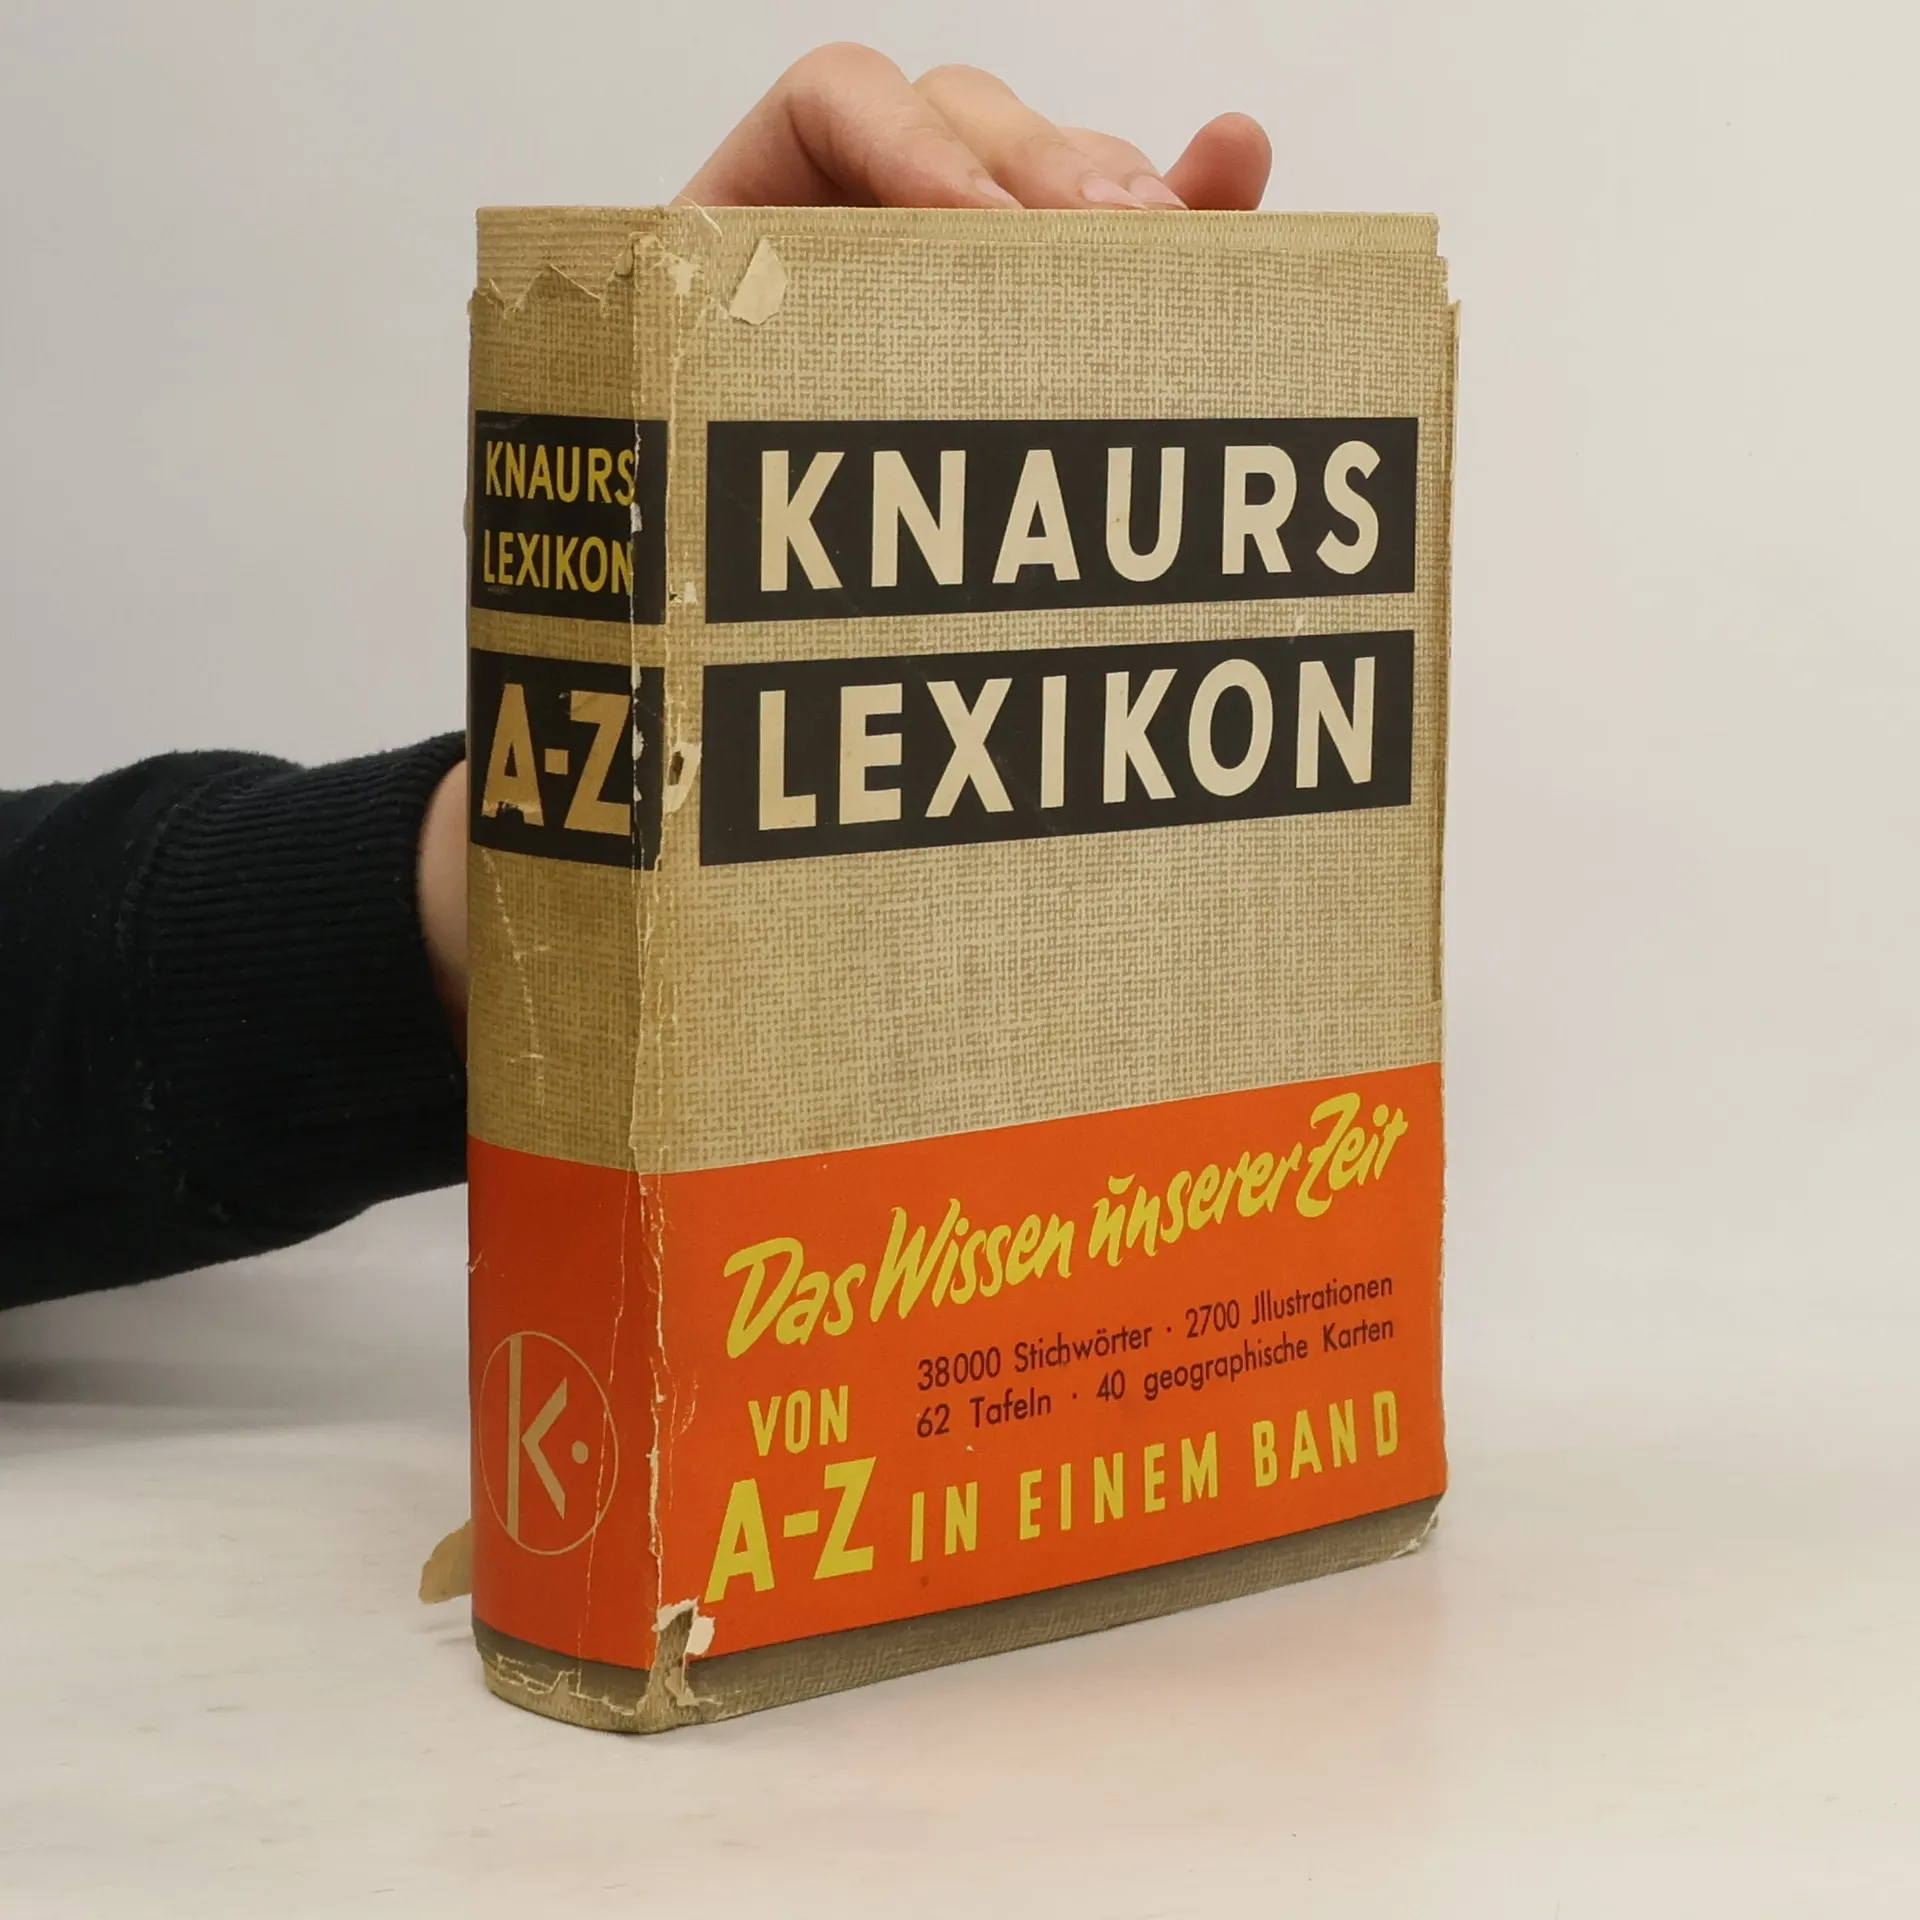 KNAURS
LEXIKON
A-Z
K
KNAURS
LEXIKON
Das Wissen unserer Zeit
38000 Stichwörter · 2700 Jllustrationen
62 Tafeln · 40 geographische Karten
VON
A-Z IN EINEM BAND